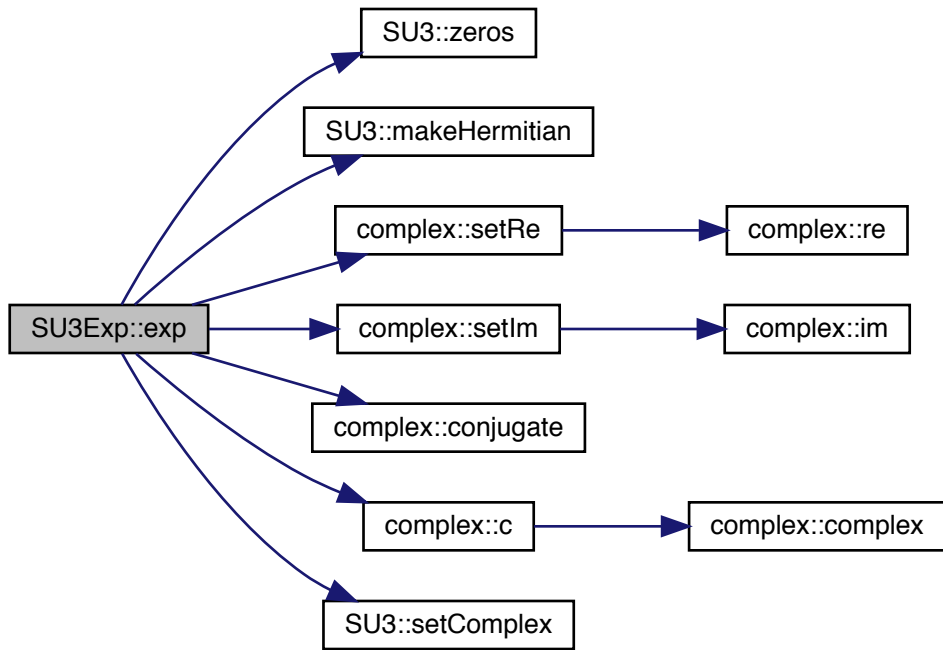 SU3::zeros
SU3::makeHermitian
complex::setRe
complex::re
SU3Exp::exp
complex::setIm
complex::im
complex::conjugate
complex::c
complex::complex
SU3::setComplex